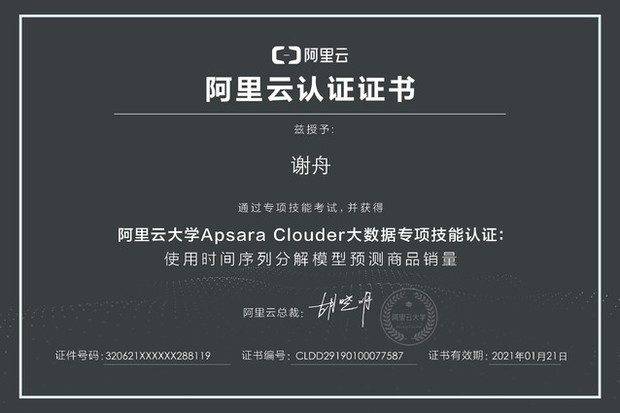 阿里云
阿里云认证证书
兹授予:
谢舟
通过专项技能考试,并获得
阿里云大学Apsara Clouder大数据专项技能认证:
使用时间序列分解模型预测商品销量
阿里云总裁: 胡晓明
阿里云大学
证件号码: 320621XXXXXX288119 证书编号: CLDD29190100077587 证书有效期: 2021年01月21日